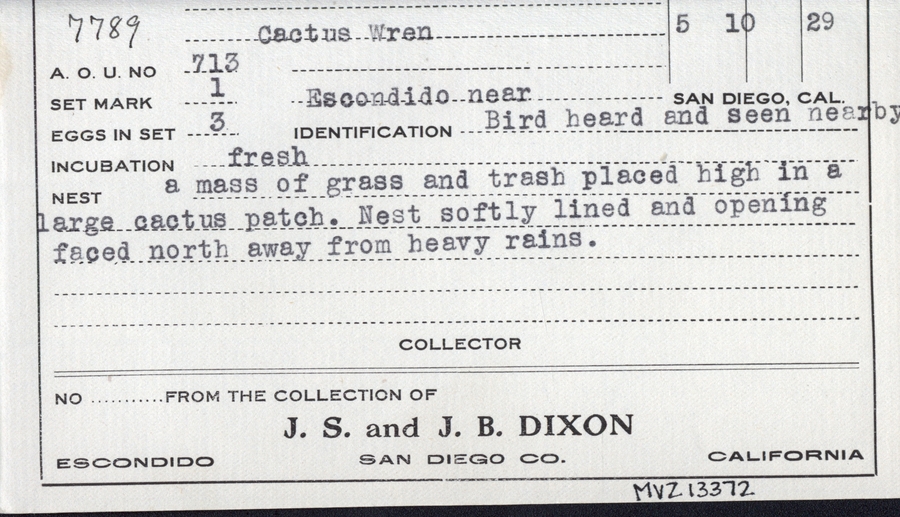 7789 Cactus Wren 5 10 29
A. O. U. NO 713
SET MARK 1 Escondido near SAN DIEGO, CAL.
EGGS IN SET 3 IDENTIFICATION Bird heard and seen nearby
INCUBATION fresh
NEST a mass of grass and trash placed high in a
large cactus patch. Nest softly lined and opening
faced north away from heavy rains.
COLLECTOR
NO ...........FROM THE COLLECTION OF
J. S. and J. B. DIXON
ESCONDIDO SAN DIEGO CO. CALIFORNIA
MVZ 13372